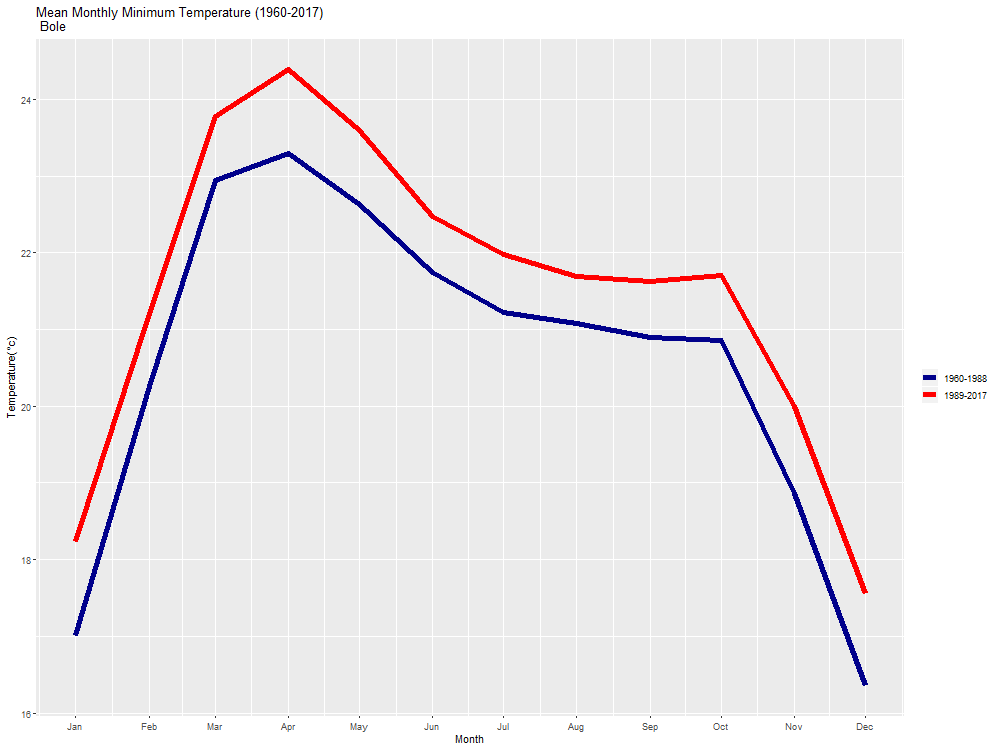 Mean Monthly Minimum Temperature (1960-2017)
Bole
Temperature(°c)
24
22
20
18
16
Jan Feb Mar Apr May Jun Jul Aug Sep Oct Nov Dec
Month
1960-1988
1989-2017